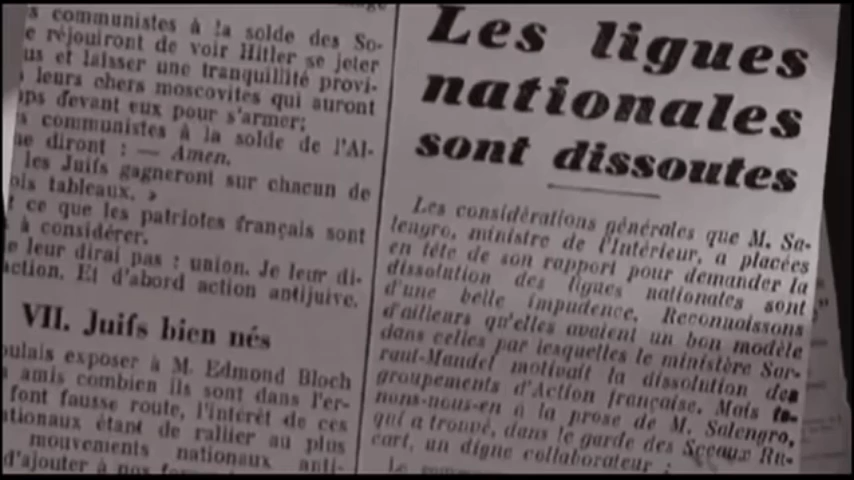 s communistes à la solde des So-
e réjouiront de voir Hitler se jeter
us et laisser une tranquillité provi-
leurs chers moscovites qui auront
ps devant eux pour s'armer;
s communistes à la solde de l'Al-
ne diront : — Amen.
les Juifs gagneront sur chacun de
ois tableaux. »
t ce que les patriotes français sont
à considérer.
e leur dirai pas : union. Je leur di-
action. Et d'abord action antijuive.
VII. Juifs bien nés
oulais exposer à M. Edmond Bloch
s amis combien ils sont dans l'er-
font fausse route, l'intérêt de ces
ationaux étant de rallier au plus
mouvements nationaux anti-
d'ajouter à nos
Les ligues
nationales
sont dissoutes
Les considérations générales que M. Sa-
lengro, ministre de l'Intérieur, a placées
en tête de son rapport pour demander la
dissolution des ligues nationales sont
d'une belle impudence. Reconnaissons
d'ailleurs qu'elles avaient un bon modèle
dans celles par lesquelles le ministère Sar-
raut-Mandel motivait la dissolution des
groupements d'Action française. Mais te-
nons-nous-en à la prose de M. Salengro,
qui a trouvé, dans le garde des Sceaux Ru-
cart, un digne collaborateur :